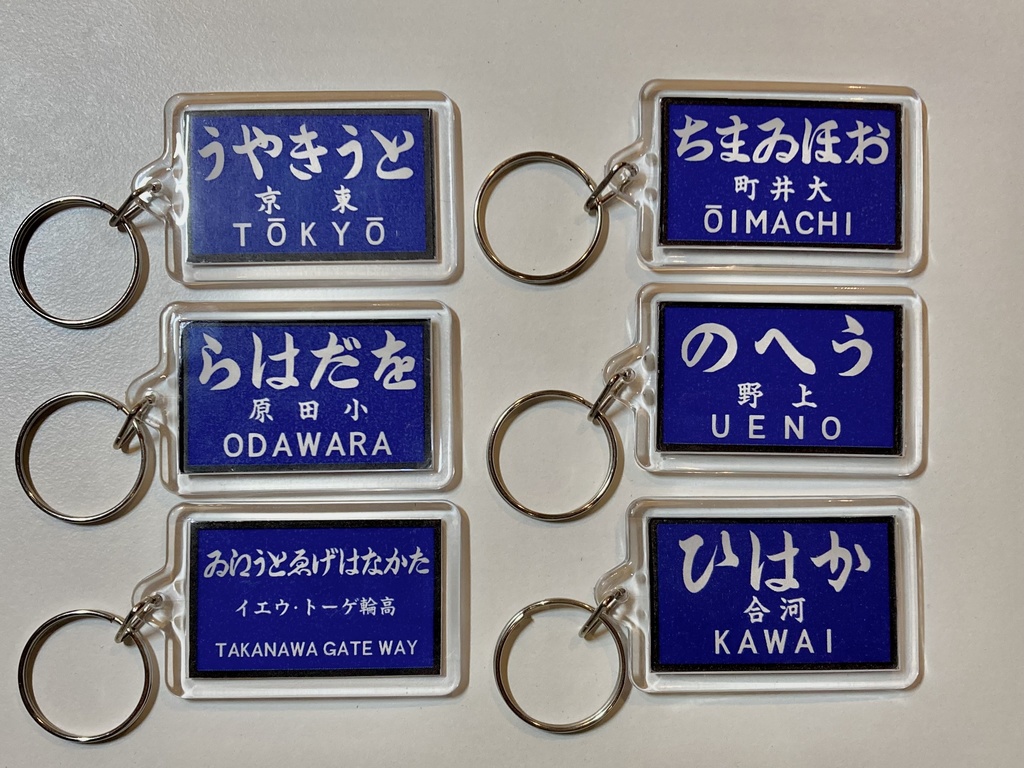 とうきやう
東京
TŌKYŌ
おほゐまち
大井町
ŌIMACHI
をだはら
小田原
ODAWARA
うへの
上野
UENO
たかなはげゑとう𛀁ゐ
高輪ゲート・ウエイ
TAKANAWA GATE WAY
かはひ
河合
KAWAI